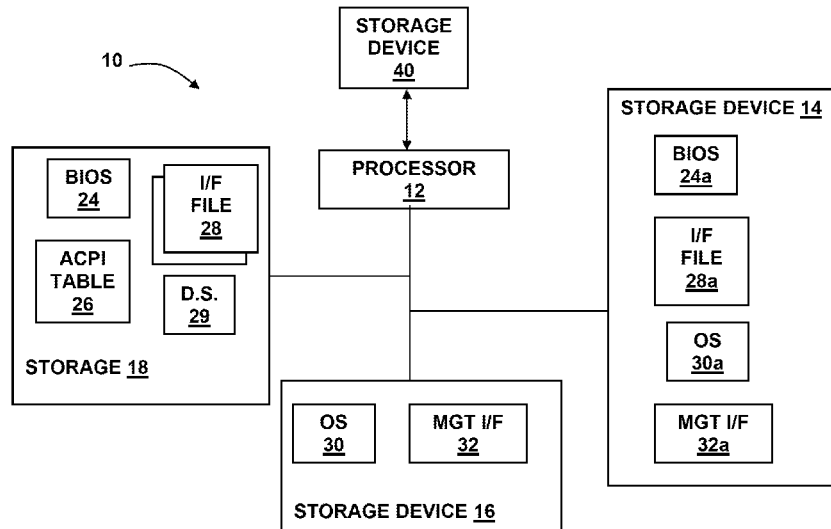 10
STORAGE
DEVICE
40
PROCESSOR
12
BIOS
24
I/F
FILE
28
ACPI
TABLE
26
D.S.
29
STORAGE 18
OS
30
MGT I/F
32
STORAGE DEVICE 16
STORAGE DEVICE 14
BIOS
24a
I/F
FILE
28a
OS
30a
MGT I/F
32a